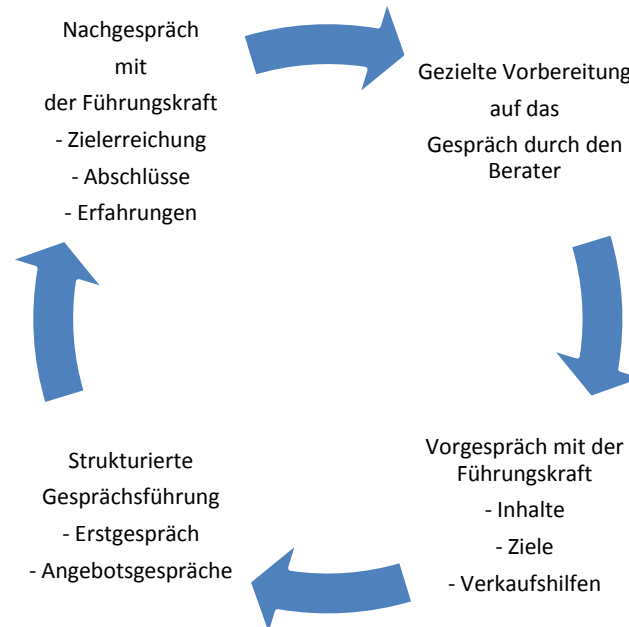 Nachgespräch
mit
der Führungskraft
- Zielerreichung
- Abschlüsse
- Erfahrungen
Gezielte Vorbereitung
auf das
Gespräch durch den
Berater
Vorgespräch mit der
Führungskraft
- Inhalte
- Ziele
- Verkaufshilfen
Strukturierte
Gesprächsführung
- Erstgespräch
- Angebotsgespräche